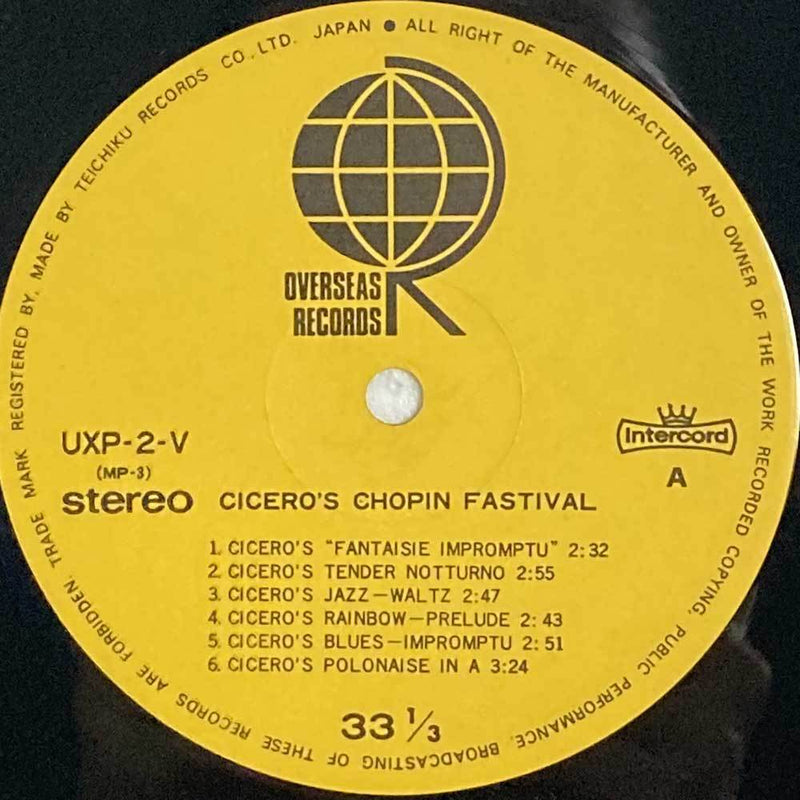 TRADE MARK REGISTERED BY. MADE BY TEICHIKU RECORDS CO., LTD. JAPAN ● ALL RIGHT OF THE MANUFACTURER AND OWNER OF THE WORK RECORDED COPYING, PUBLIC PERFORMANCE, BROADCASTING OF THESE RECORDS ARE FORBIDDEN,
R
OVERSEAS
RECORDS
UXP-2-V
(MP-3)
stereo
Intercord
A
CICERO'S CHOPIN FASTIVAL
1. CICERO'S "FANTAISIE IMPROMPTU" 2:32
2. CICERO'S TENDER NOTTURNO 2:55
3. CICERO'S JAZZ—WALTZ 2:47
4. CICERO'S RAINBOW—PRELUDE 2:43
5. CICERO'S BLUES—IMPROMPTU 2:51
6. CICERO'S POLONAISE IN A 3:24
33 1/3